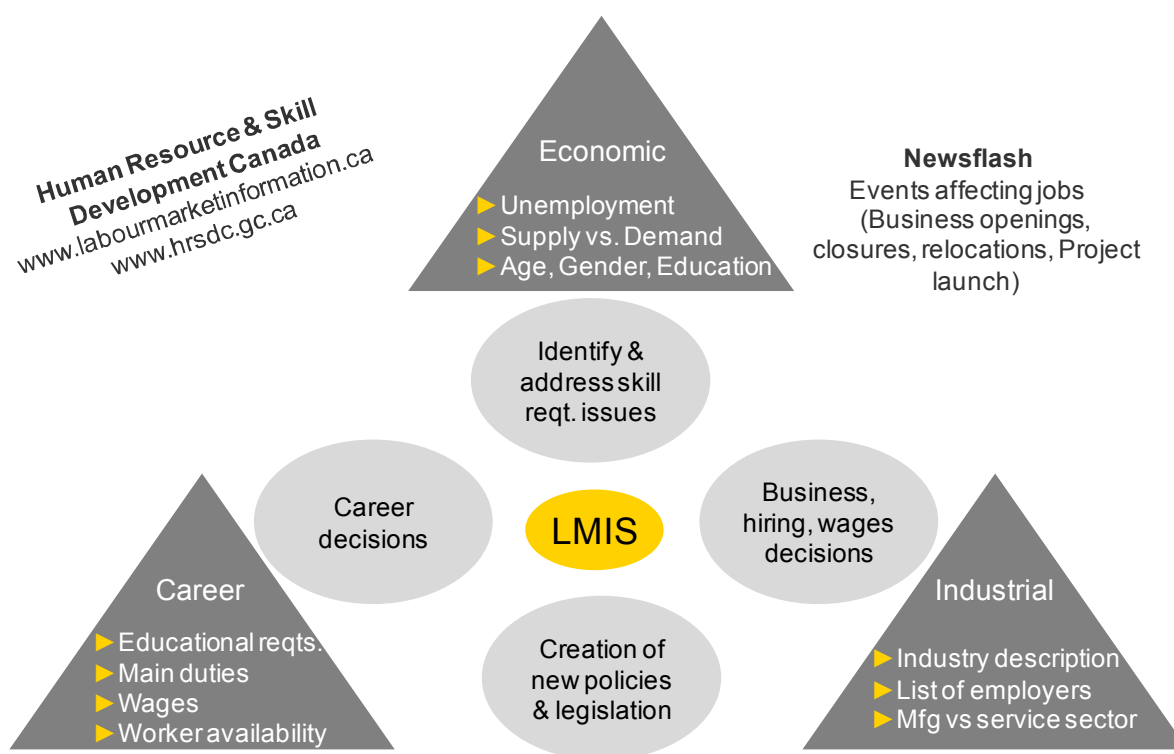 Human Resource & Skill
Development Canada
www.labourmarketinformation.ca
www.hrsdc.gc.ca
Economic
► Unemployment
► Supply vs. Demand
► Age, Gender, Education
Newsflash
Events affecting jobs
(Business openings,
closures, relocations, Project
launch)
Identify &
address skill
reqt. issues
Career
decisions
LMIS
Business,
hiring, wages
decisions
Creation of
new policies
& legislation
Career
► Educational reqts.
► Main duties
► Wages
► Worker availability
Industrial
► Industry description
► List of employers
► Mfg vs service sector